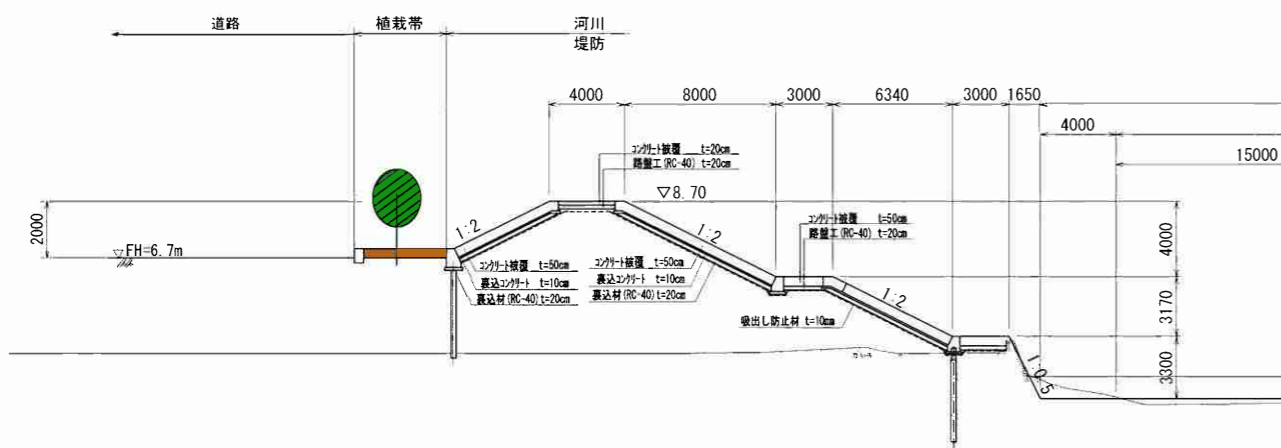 道路
植栽帯
河川
堤防
4000
8000
3000
6340
3000
1650
4000
15000
コンクリート被覆 t=20cm
路盤工(RC-40) t=20cm
▽8.70
2000
▽FH=6.7m
1:2
コンクリート被覆 t=50cm
裏込コンクリート t=10cm
裏込材(RC-40)t=20cm
コンクリート被覆 t=50cm
裏込コンクリート t=10cm
裏込材(RC-40)t=20cm
1:2
コンクリート被覆 t=50cm
路盤工(RC-40) t=20cm
1:2
吸出し防止材 t=10mm
4000
3170
3300
1:0.5